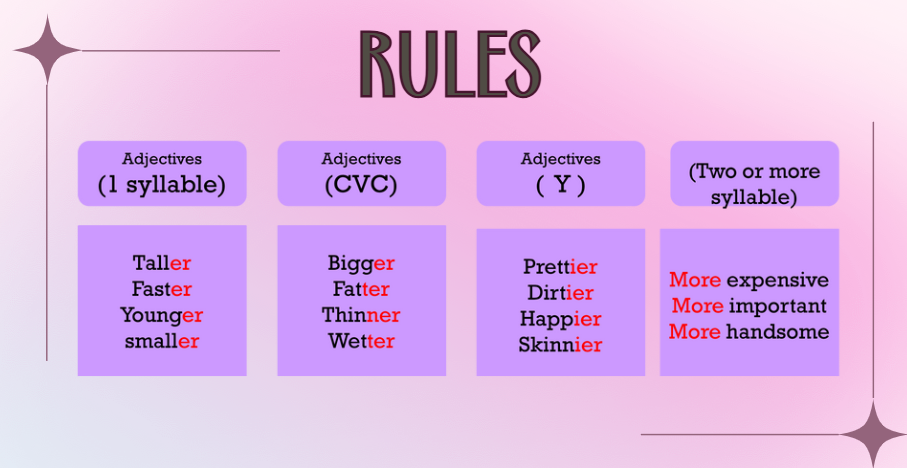 RULES
Adjectives
(1 syllable)
Adjectives
(CVC)
Adjectives
( Y )
(Two or more
syllable)
Taller
Faster
Younger
smaller
Bigger
Fatter
Thinner
Wetter
Prettier
Dirtier
Happier
Skinnier
More expensive
More important
More handsome